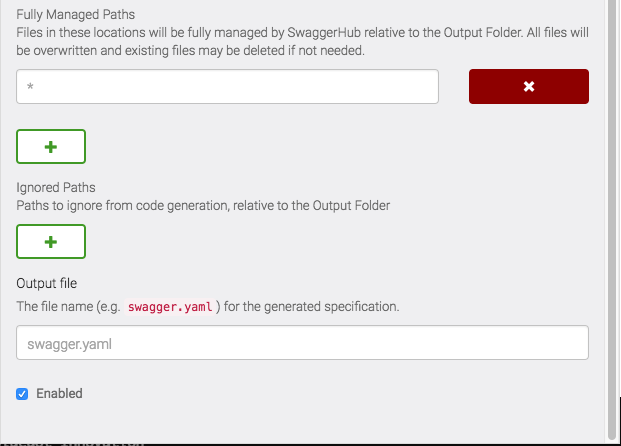 Fully Managed Paths
Files in these locations will be fully managed by SwaggerHub relative to the Output Folder. All files will
be overwritten and existing files may be deleted if not needed.
*
Ignored Paths
Paths to ignore from code generation, relative to the Output Folder
Output file
The file name (e.g. swagger.yaml ) for the generated specification.
swagger.yaml
Enabled